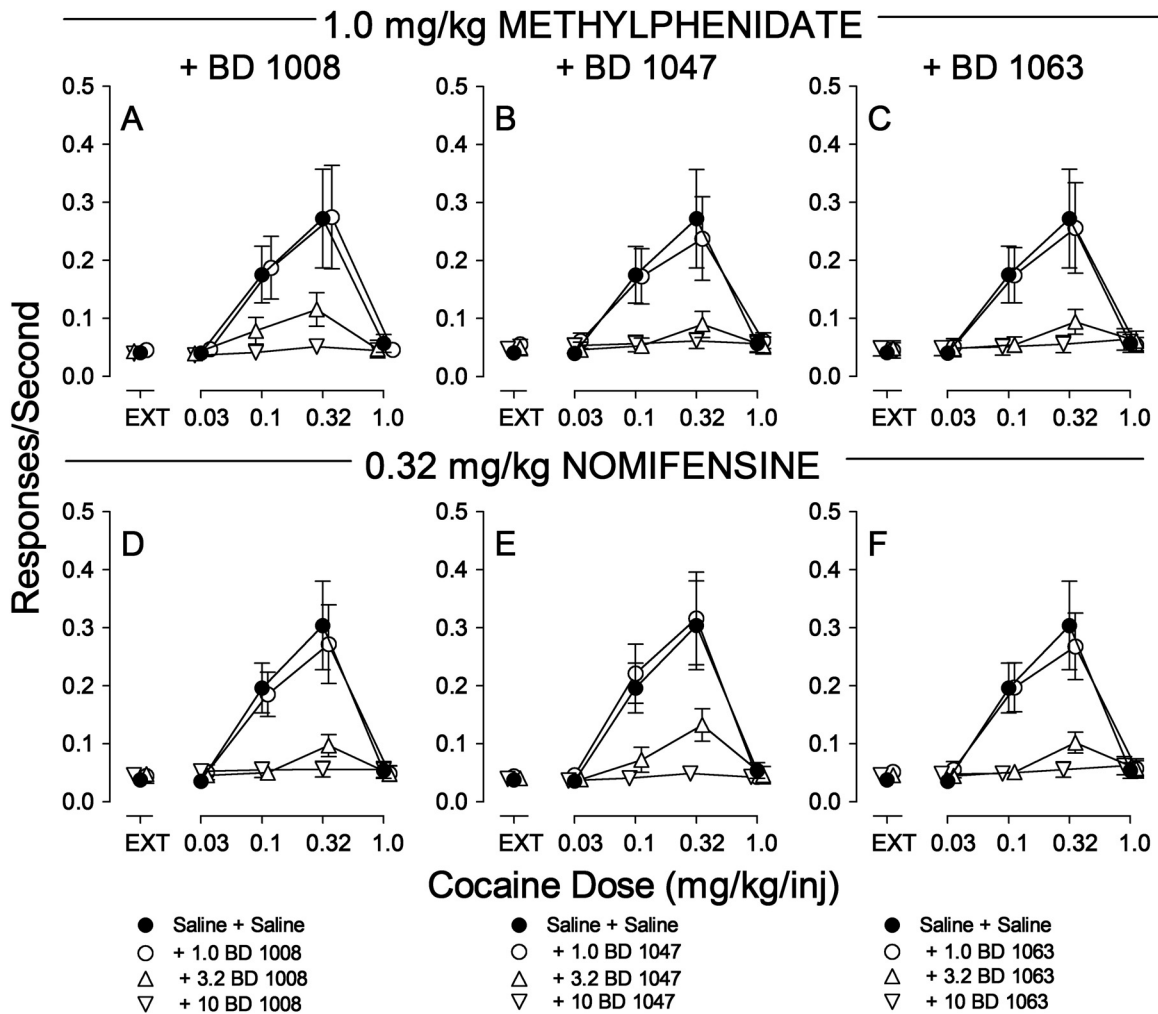 1.0 mg/kg METHYLPHENIDATE
+ BD 1008 + BD 1047 + BD 1063
A B C
0.5 0.5 0.5
0.4 0.4 0.4
0.3 0.3 0.3
0.2 0.2 0.2
0.1 0.1 0.1
0.0 0.0 0.0
EXT 0.03 0.1 0.32 1.0 EXT 0.03 0.1 0.32 1.0 EXT 0.03 0.1 0.32 1.0
Responses/Second
0.32 mg/kg NOMIFENSINE
0.5 0.5 0.5
D E F
0.4 0.4 0.4
0.3 0.3 0.3
0.2 0.2 0.2
0.1 0.1 0.1
0.0 0.0 0.0
EXT 0.03 0.1 0.32 1.0 EXT 0.03 0.1 0.32 1.0 EXT 0.03 0.1 0.32 1.0
Cocaine Dose (mg/kg/inj)
Saline + Saline Saline + Saline Saline + Saline
+ 1.0 BD 1008 + 1.0 BD 1047 + 1.0 BD 1063
+ 3.2 BD 1008 + 3.2 BD 1047 + 3.2 BD 1063
+ 10 BD 1008 + 10 BD 1047 + 10 BD 1063